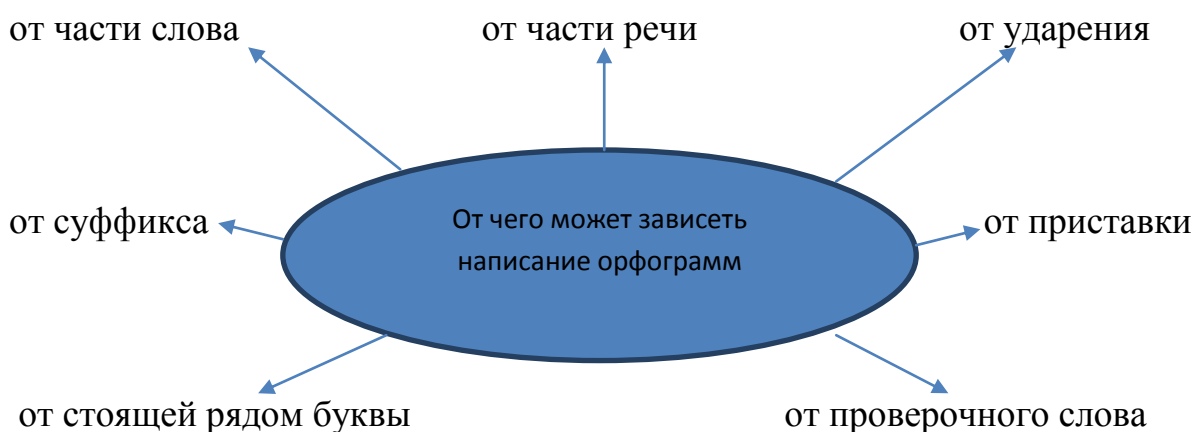 от части слова
от части речи
от ударения
от суффикса
От чего может зависеть
написание орфограмм
от приставки
от стоящей рядом буквы
от проверочного слова